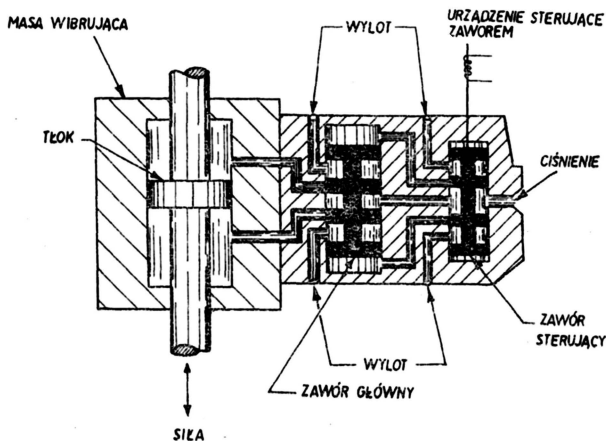 MASA WIBRUJĄCA
WYLOT
URZĄDZENIE STERUJĄCE
ZAWOREM
TŁOK
CIŚNIENIE
ZAWÓR
STERUJĄCY
WYLOT
ZAWÓR GŁÓWNY
SIŁA